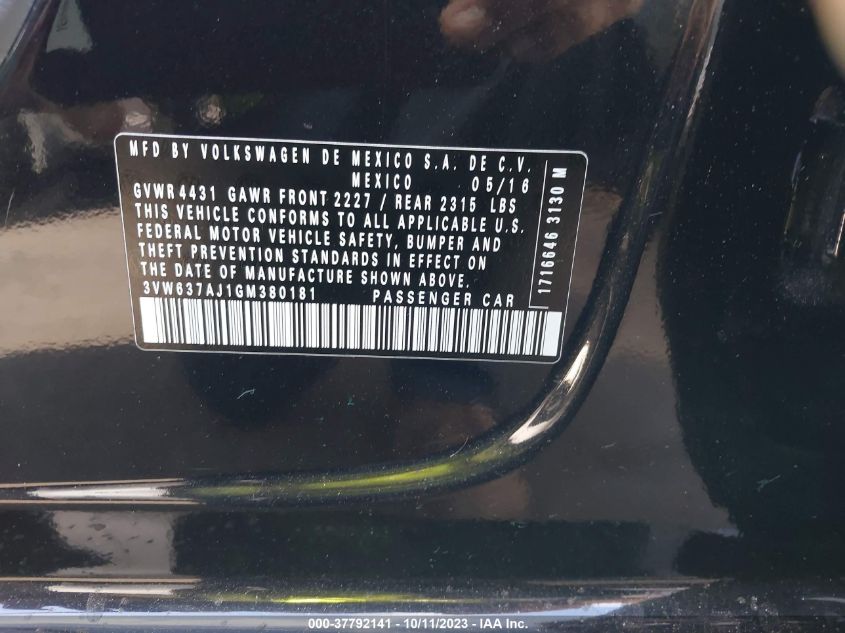 MFD BY VOLKSWAGEN DE MEXICO S.A. DE C.V.
MEXICO 05/16
GVWR 4431 GAWR FRONT 2227 / REAR 2315 LBS
THIS VEHICLE CONFORMS TO ALL APPLICABLE U.S.
FEDERAL MOTOR VEHICLE SAFETY, BUMPER AND
THEFT PREVENTION STANDARDS IN EFFECT ON
THE DATE OF MANUFACTURE SHOWN ABOVE.
3VW637AJ1GM380181 PASSENGER CAR
1716646 3130 M
000-37792141 - 10/11/2023 - IAA Inc.